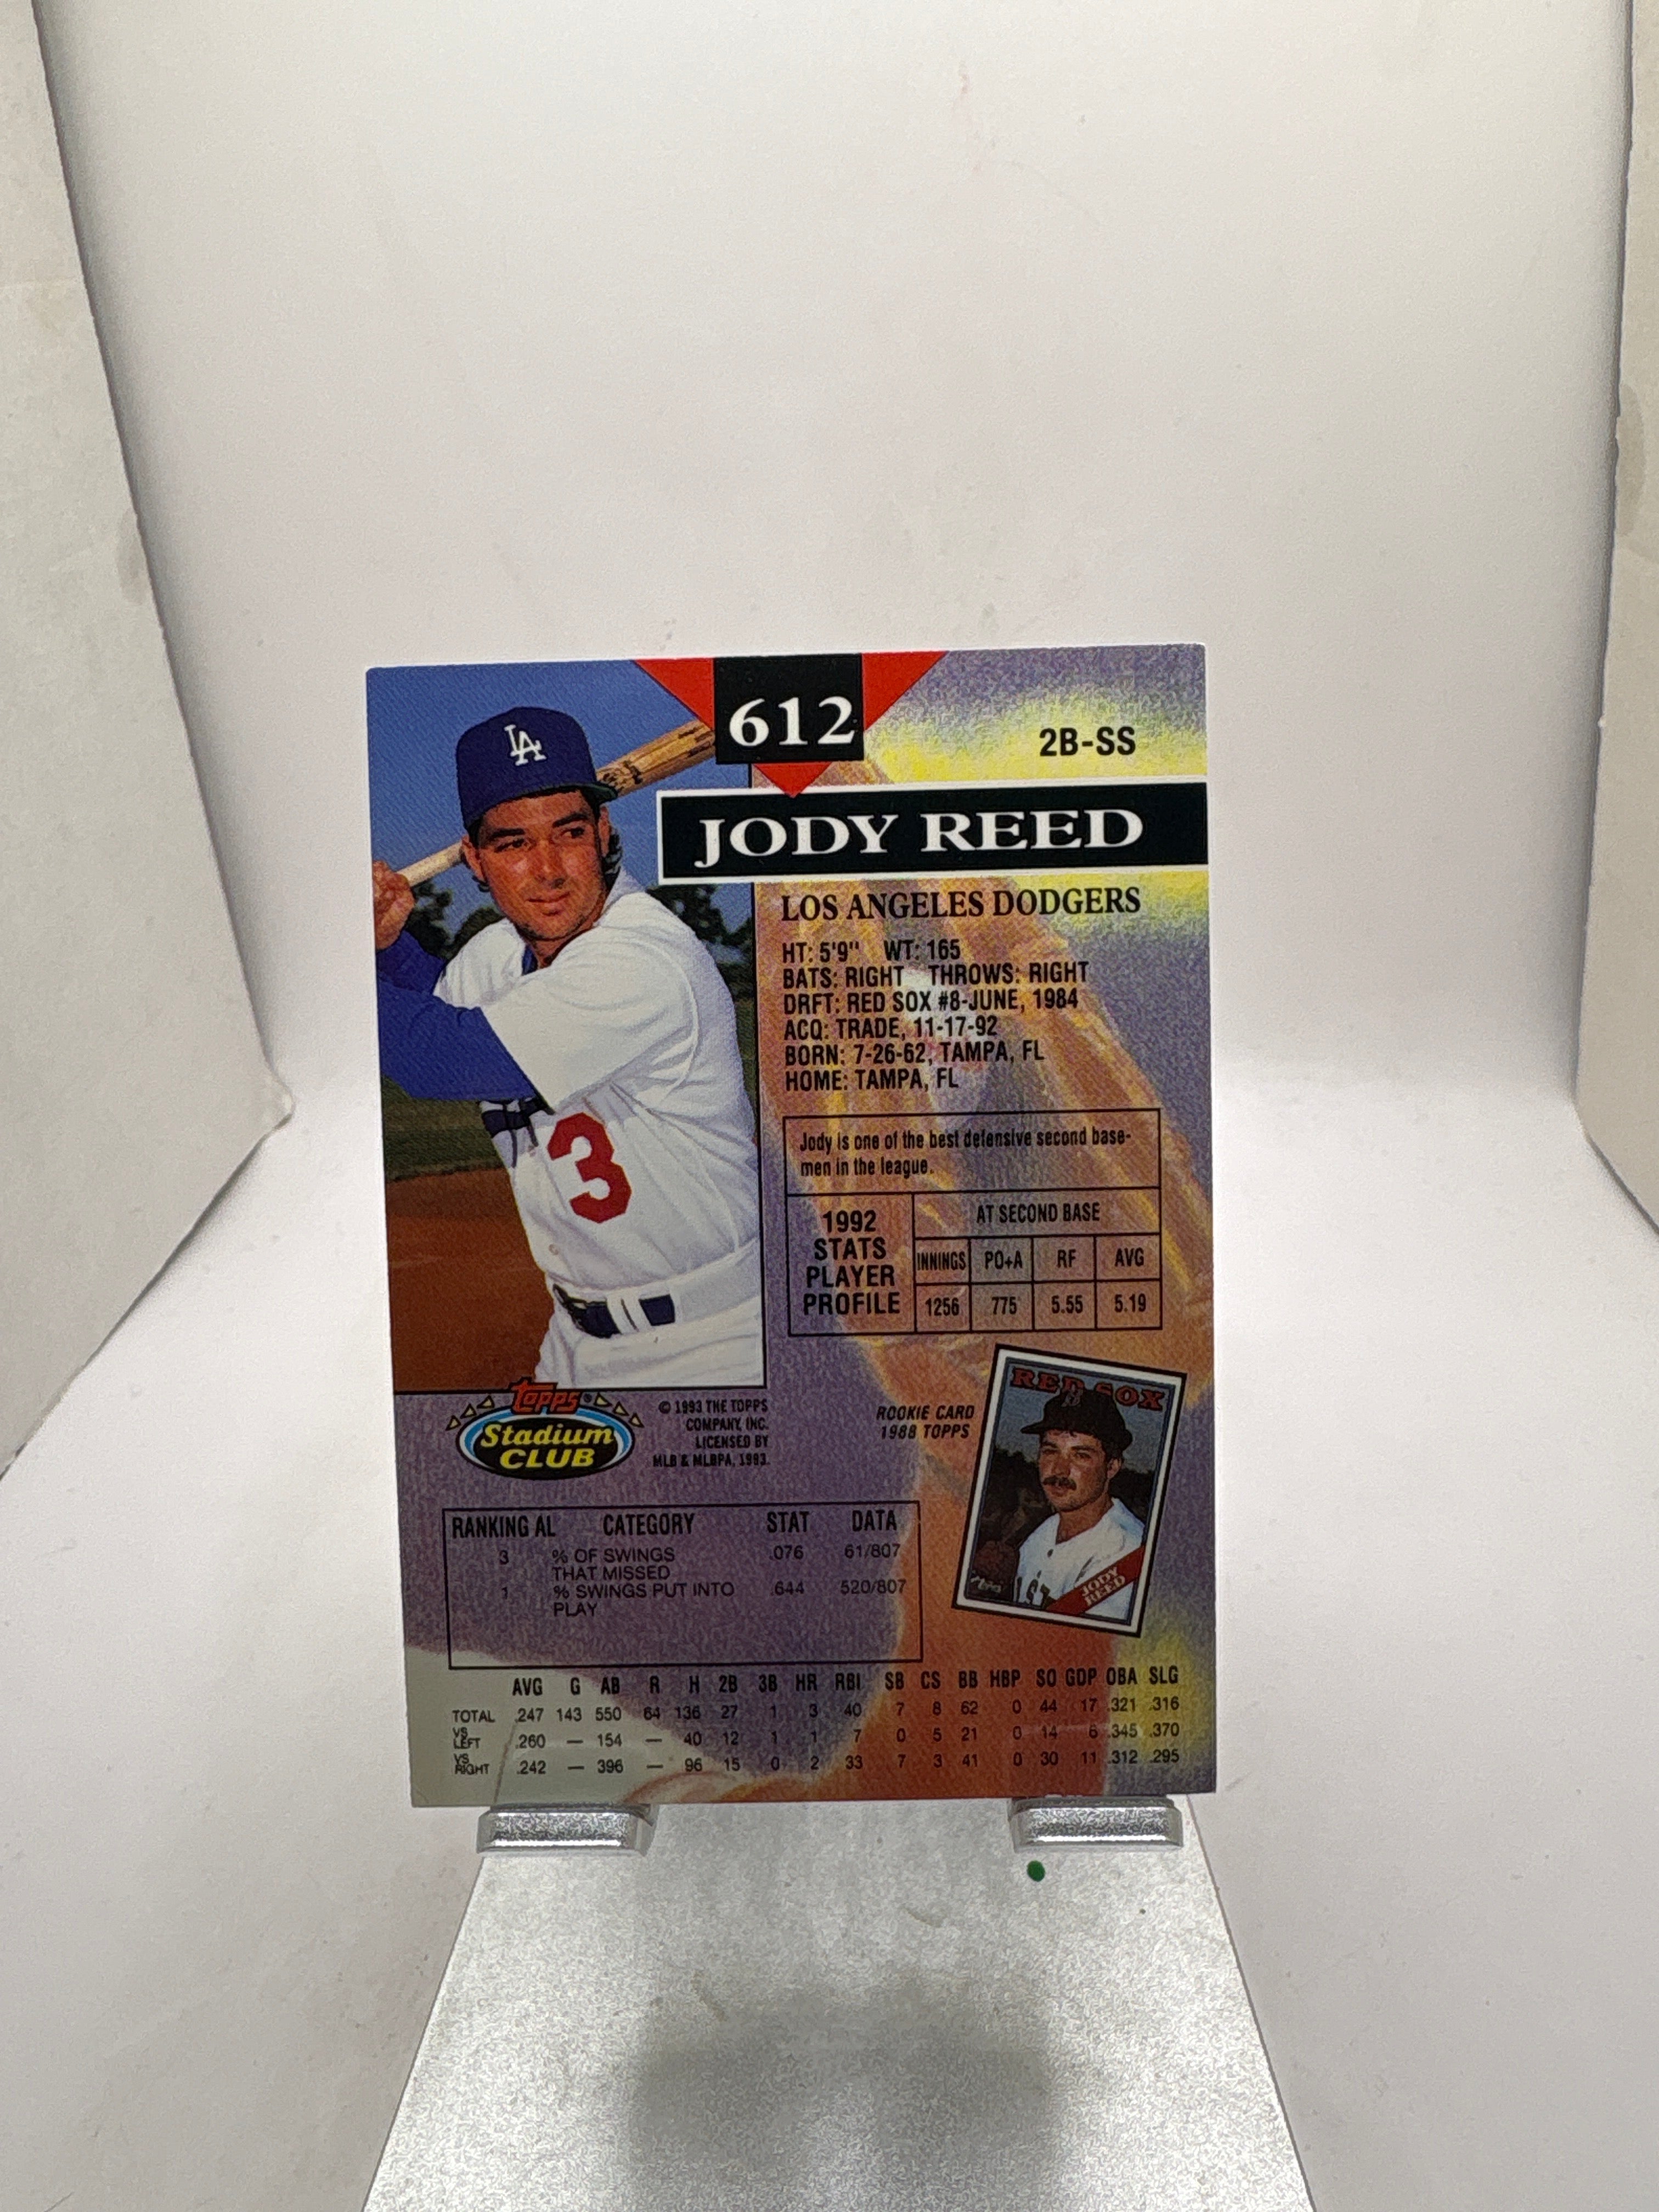 612
2B-SS
JODY REED
LOS ANGELES DODGERS
HT: 5'9" WT: 165
BATS: RIGHT THROWS: RIGHT
DRFT: RED SOX #8-JUNE, 1984
ACQ: TRADE, 11-17-92
BORN: 7-26-62, TAMPA, FL
HOME: TAMPA, FL
LA
3
Jody is one of the best defensive second base-
men in the league.
1992
STATS
PLAYER
PROFILE
AT SECOND BASE
INNINGS PO+A RF AVG
1256 775 5.55 5.19
topps
Stadium
CLUB
© 1993 THE TOPPS
COMPANY, INC.
LICENSED BY
MLB & MLBPA, 1993.
ROOKIE CARD
1988 TOPPS
RED SOX
B
JODY
REED
RANKING AL CATEGORY STAT DATA
3 % OF SWINGS .076 61/807
THAT MISSED
1 % SWINGS PUT INTO .644 520/807
PLAY
AVG G AB R H 2B 3B HR RBI SB CS BB HBP SO GDP OBA SLG
TOTAL .247 143 550 64 136 27 1 3 40 7 8 62 0 44 17 .321 .316
VS LEFT .260 — 154 — 40 12 1 1 7 0 5 21 0 14 6 .345 .370
VS RIGHT .242 — 396 — 96 15 0 2 33 7 3 41 0 30 11 .312 .295